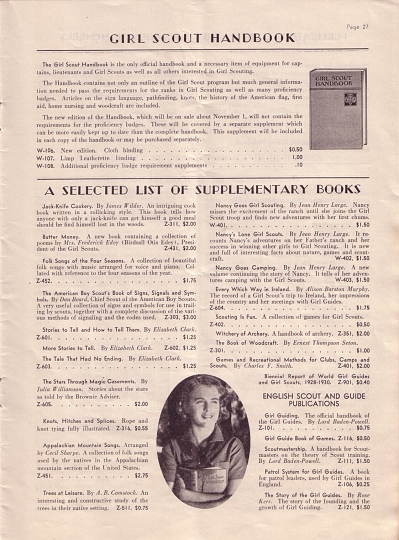 Page 27
GIRL SCOUT HANDBOOK
The Girl Scout Handbook is the only official handbook and a necessary item of equipment for cap-
tains, lieutenants and Girl Scouts as well as all others interested in Girl Scouting.
The Handbook contains not only an outline of the Girl Scout program but much general informa-
tion needed to pass the requirements for the ranks in Girl Scouting as well as many proficiency
badges. Articles on the sign language, pathfinding, knots, the history of the American flag, first
aid, home nursing and woodcraft are included.
The new edition of the Handbook, which will be on sale about November 1, will not contain the
requirements for the proficiency badges. These will be covered by a separate supplement which
can be more easily kept up to date than the complete handbook. This supplement will be included
in each copy of the handbook or may be purchased separately.
W-106. New edition. Cloth binding $0.50
W-107. Limp Leatherette binding 1.00
W-108. Additional proficiency badge requirement supplements .10
GIRL SCOUT
HANDBOOK
A SELECTED LIST OF SUPPLEMENTARY BOOKS
Jack-Knife Cookery. By James Wilder. An intriguing cook
book written in a rollicking style. This book tells how
anyone with only a jack-knife can get himself a good meal
should he find himself lost in the woods. Z-311, $2.00
Butter Money. A new book containing a collection of
poems by Mrs. Frederick Edey (Birdsall Otis Edey), Presi-
dent of the Girl Scouts. Z-431, $2.00
Folk Songs of the Four Seasons. A collection of beautiful
folk songs with music arranged for voice and piano. Col-
lated with reference to the four seasons of the year.
Z-452. $1.75
The American Boy Scout's Book of Signs, Signals and Sym-
bols. By Dan Beard, Chief Scout of the American Boy Scouts.
A very useful collection of signs and symbols for use in trail-
ing by scouts, together with a complete discussion of the var-
ious methods of signaling and the codes used. Z-303, $3.00
Stories to Tell and How to Tell Them. By Elizabeth Clark.
Z-601. $1.25
More Stories to Tell. By Elizabeth Clark. Z-602, $1.25
The Tale That Had No Ending. By Elizabeth Clark.
Z-603. $1.25
The Stars Through Magic Casements. By
Julia Williamson. Stories about the stars
as told by the Brownie Adviser.
Z-605. $2.00
Knots, Hitches and Splices. Rope and
knot tying fully illustrated. Z-316, $0.55
Appalachian Mountain Songs. Arranged
by Cecil Sharpe. A collection of folk songs
used by the natives in the Appalachian
mountain section of the United States.
Z-451. $2.75
Trees at Leisure. By A. B. Comstock. An
interesting and constructive study of the
trees in their native setting. Z-511, $0.75
Nancy Goes Girl Scouting. By Jean Henry Large. Nancy
misses the excitement of the ranch until she joins the Girl
Scout troop and finds new adventures with her first chums.
W-401. $1.50
Nancy's Lone Girl Scouts. By Jean Henry Large. It re-
counts Nancy's adventures on her Father's ranch and her
success in winning other girls to Girl Scouting. It is now
and full of interesting facts about nature, games and scout-
craft. W-402, $1.50
Nancy Goes Camping. By Jean Henry Large. A new
volume continuing the story of Nancy. It tells of her adven-
tures camping with the Girl Scouts. W-403, $1.50
Every Which Way in Ireland. By Alice Barton Murphy.
The record of a Girl Scout's trip to Ireland, her impressions
of the country and her meetings with Girl Guides.
Z-604. $1.75
Scouting Is Fun. A collection of games for Scouts.
Z-402. $0.50
Witchery of Archery. A handbook of archery. Z-351, $2.00
The Book of Woodcraft. By Ernest Thompson Seton.
Z-301. $1.00
Games and Recreational Methods for Clubs, Camps and
Scouts. By Charles F. Smith. Z-401, $2.00
Biennial Report of World Girl Guides
and Girl Scouts, 1928-1930. Z-901, $0.40
ENGLISH SCOUT AND GUIDE
PUBLICATIONS
Girl Guiding. The official handbook of
the Girl Guides. By Lord Baden-Powell.
Z-101. $0.75
Girl Guide Book of Games. Z-116, $0.50
Scoutmastership. A handbook for Scout-
masters on the theory of Scout training.
By Lord Baden-Powell. Z-111, $1.50
Patrol System for Girl Guides. A book
for patrol leaders, used by Girl Guides in
England. Z-106, $0.25
The Story of the Girl Guides. By Rose
Kerr. The story of the founding and the
growth of Girl Guiding. Z-121, $1.50